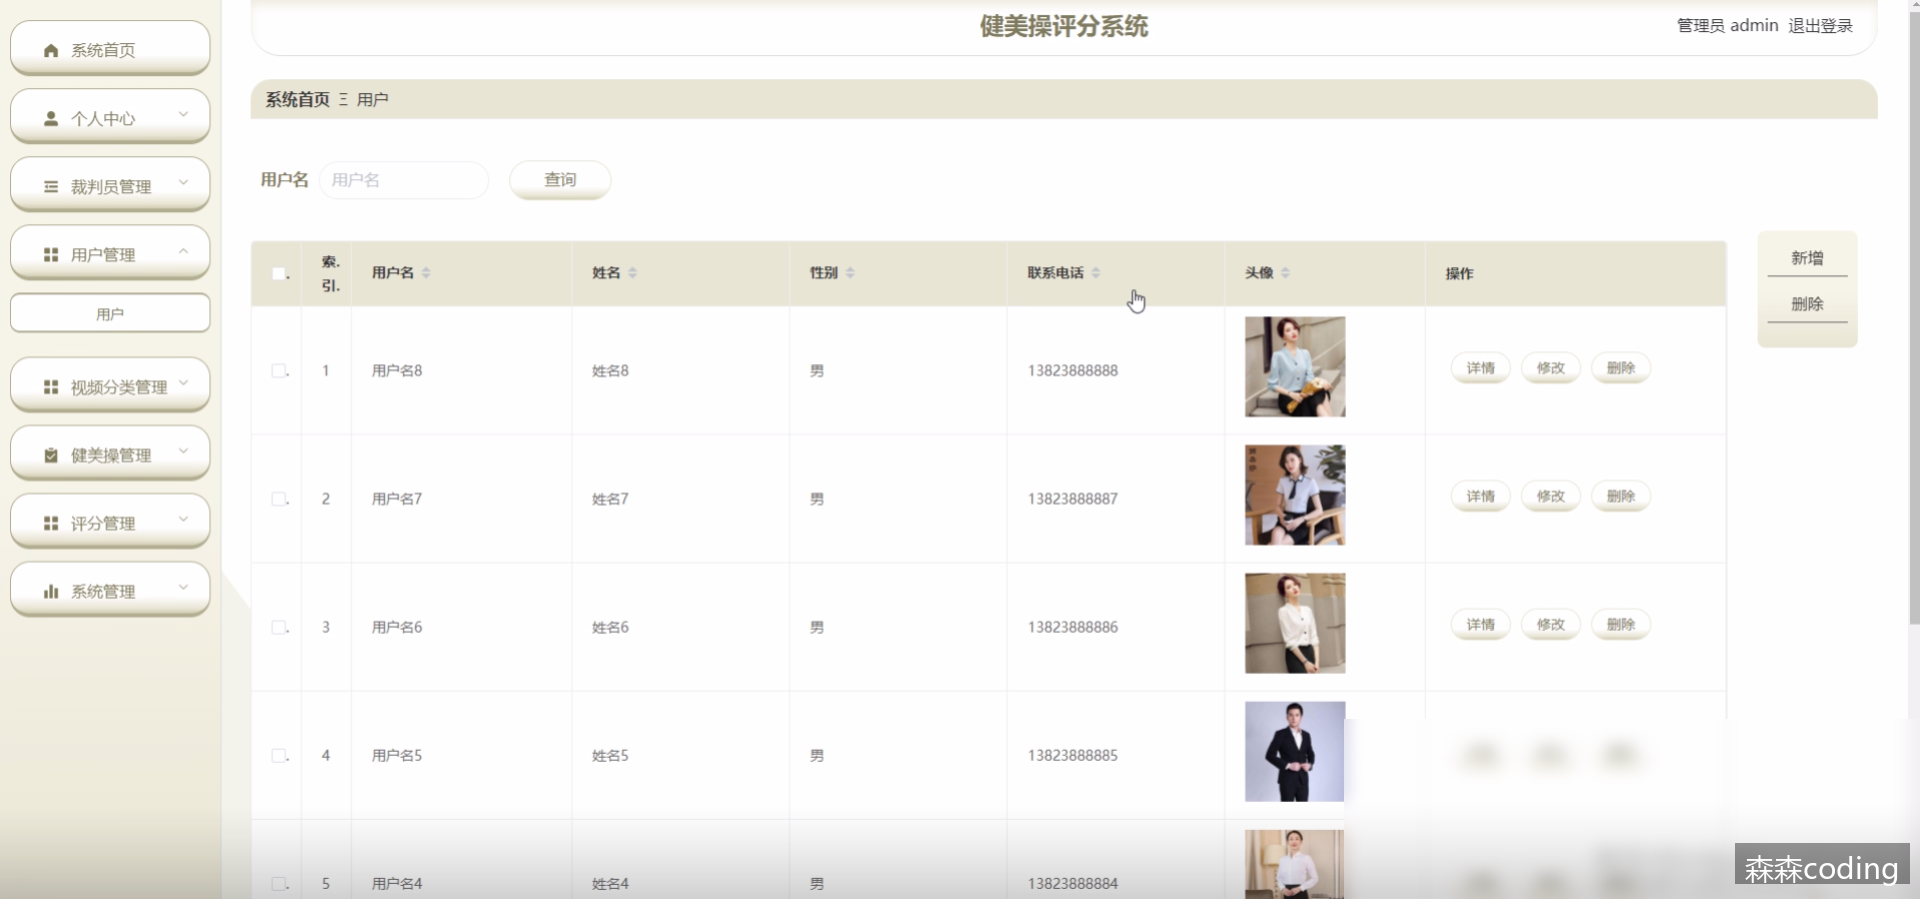 健美操评分系统
管理员 admin 退出登录
系统首页
个人中心
裁判员管理
用户管理
用户
视频分类管理
健美操管理
评分管理
系统管理
系统首页 Ξ 用户
用户名 用户名 查询
新增
删除
索. 引. 用户名 姓名 性别 联系电话 头像 操作
1 用户名8 姓名8 男 13823888888 详情 修改 删除
2 用户名7 姓名7 男 13823888887 详情 修改 删除
3 用户名6 姓名6 男 13823888886 详情 修改 删除
4 用户名5 姓名5 男 13823888885
5 用户名4 姓名4 男 13823888884
森森coding